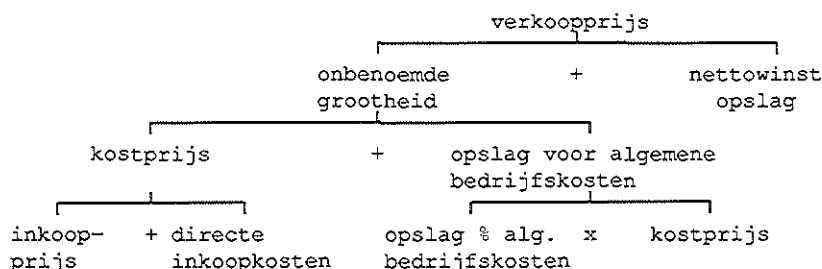 verkoopprijs
onbenoemde + nettowinst
grootheid opslag
kostprijs + opslag voor algemene
bedrijfskosten
inkoop- + directe opslag % alg. x kostprijs
prijs inkoopkosten bedrijfskosten